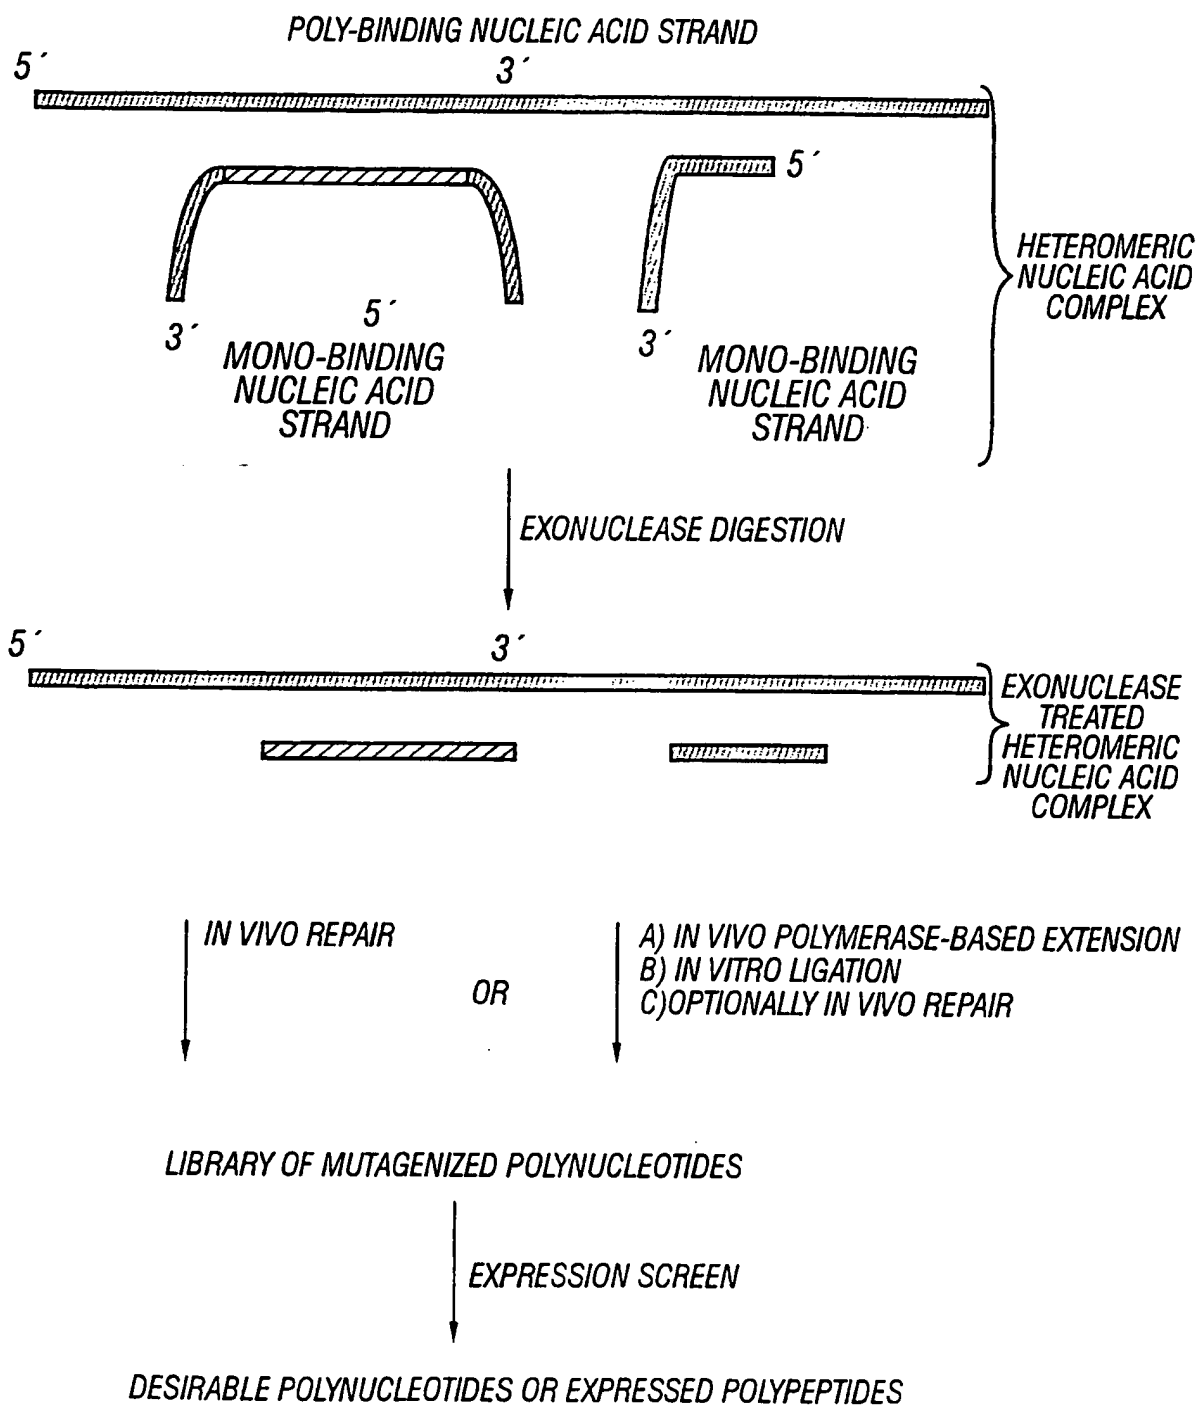 POLY-BINDING NUCLEIC ACID STRAND
5´
3´
5´
3´
5´
MONO-BINDING
NUCLEIC ACID
STRAND
3´
MONO-BINDING
NUCLEIC ACID
STRAND
HETEROMERIC
NUCLEIC ACID
COMPLEX
EXONUCLEASE DIGESTION
5´
3´
EXONUCLEASE
TREATED
HETEROMERIC
NUCLEIC ACID
COMPLEX
IN VIVO REPAIR
OR
A) IN VIVO POLYMERASE-BASED EXTENSION
B) IN VITRO LIGATION
C)OPTIONALLY IN VIVO REPAIR
LIBRARY OF MUTAGENIZED POLYNUCLEOTIDES
EXPRESSION SCREEN
DESIRABLE POLYNUCLEOTIDES OR EXPRESSED POLYPEPTIDES